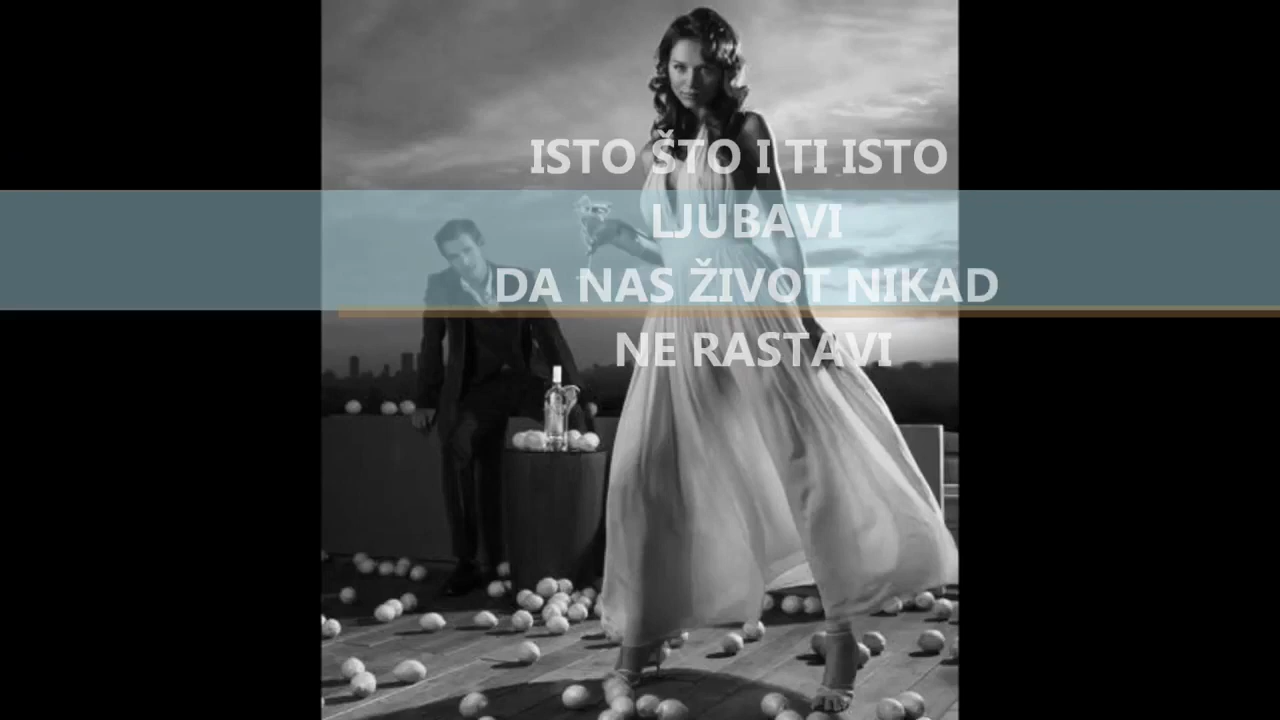 ISTO ŠTO I TI ISTO
LJUBAVI
DA NAS ŽIVOT NIKAD
NE RASTAVI